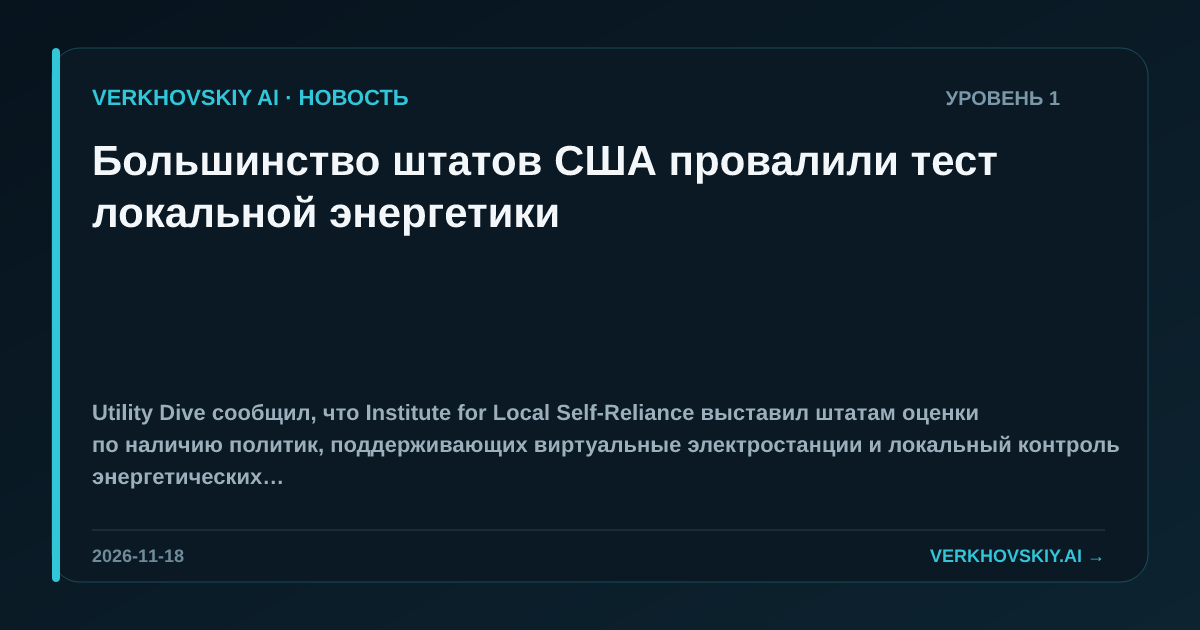 VERKHOVSKIY AI · НОВОСТЬ
УРОВЕНЬ 1
Большинство штатов США провалили тест
локальной энергетики
Utility Dive сообщил, что Institute for Local Self-Reliance выставил штатам оценки
по наличию политик, поддерживающих виртуальные электростанции и локальный контроль
энергетических…
2026-11-18
VERKHOVSKIY.AI →